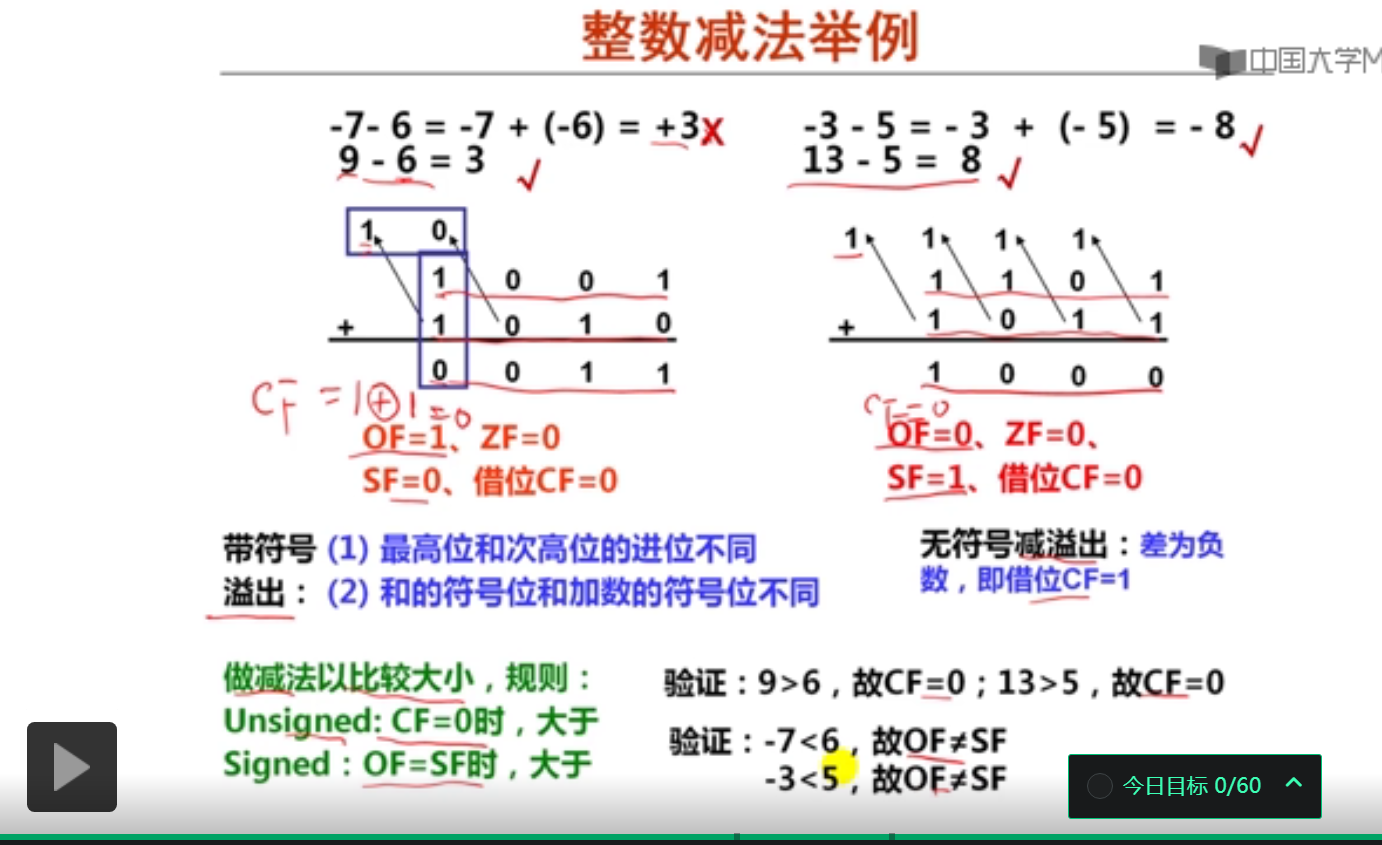 整数减法举例
中国大学M
-7- 6 = -7 + (-6) = +3 X
-3 - 5 = - 3 + (- 5) = - 8 √
9 - 6 = 3 √
13 - 5 = 8 √
1 0
1 1 1 1
1 0 0 1
1 1 0 1
+ 1 0 1 0
+ 1 0 1 1
0 0 1 1
1 0 0 0
CF = 1⊕1=0
CF=0
OF=1、ZF=0
OF=0、ZF=0、
SF=0、借位CF=0
SF=1、借位CF=0
带符号 (1) 最高位和次高位的进位不同
溢出： (2) 和的符号位和加数的符号位不同
无符号减溢出：差为负
数，即借位CF=1
做减法以比较大小，规则：
Unsigned: CF=0时，大于
Signed：OF=SF时，大于
验证：9>6，故CF=0；13>5，故CF=0
验证：-7<6，故OF≠SF
-3<5，故OF≠SF
今日目标 0/60